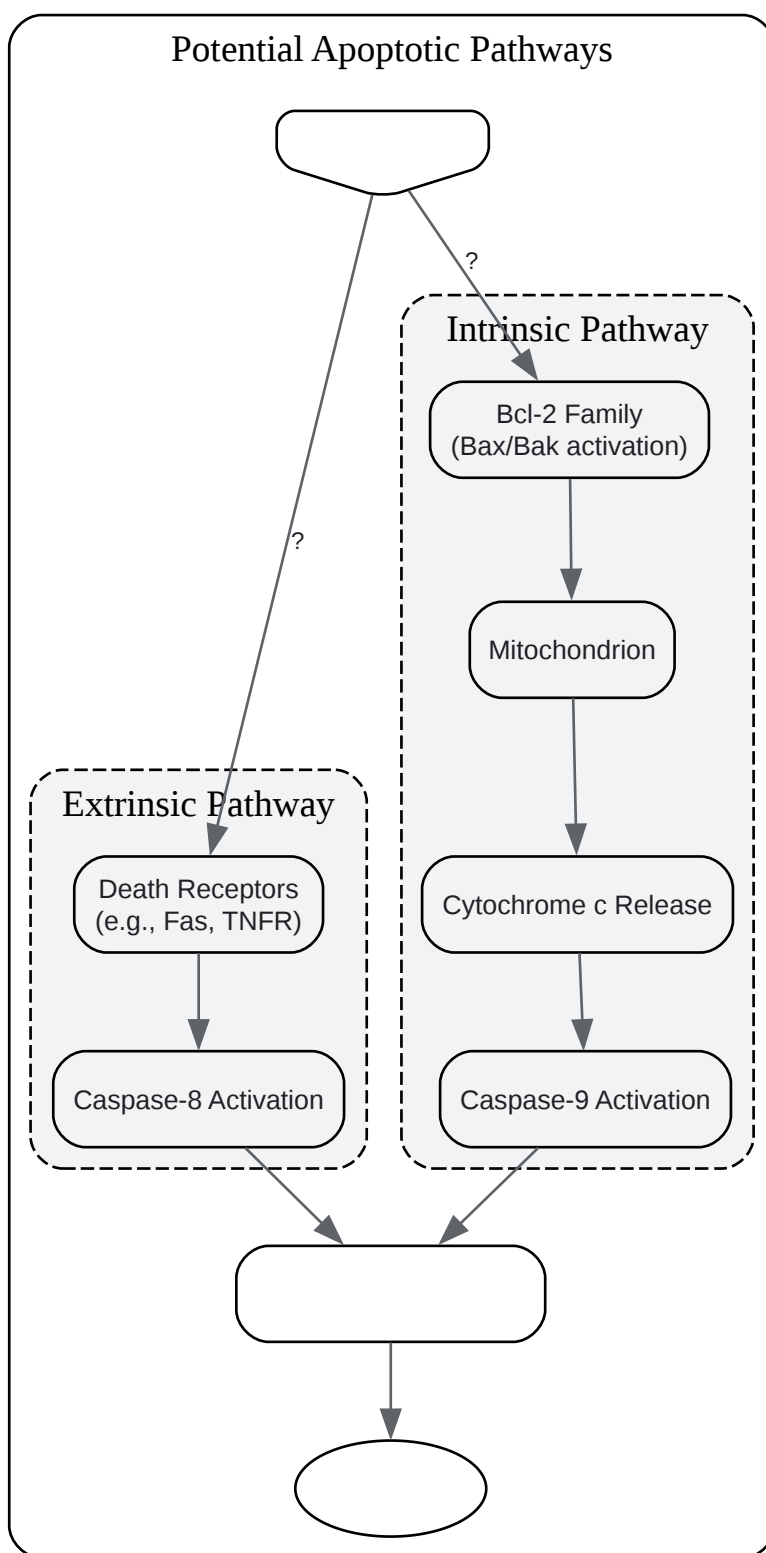 Potential Apoptotic Pathways
?
Intrinsic Pathway
Bcl-2 Family
(Bax/Bak activation)
?
Mitochondrion
Extrinsic Pathway
Death Receptors
(e.g., Fas, TNFR)
Cytochrome c Release
Caspase-8 Activation
Caspase-9 Activation